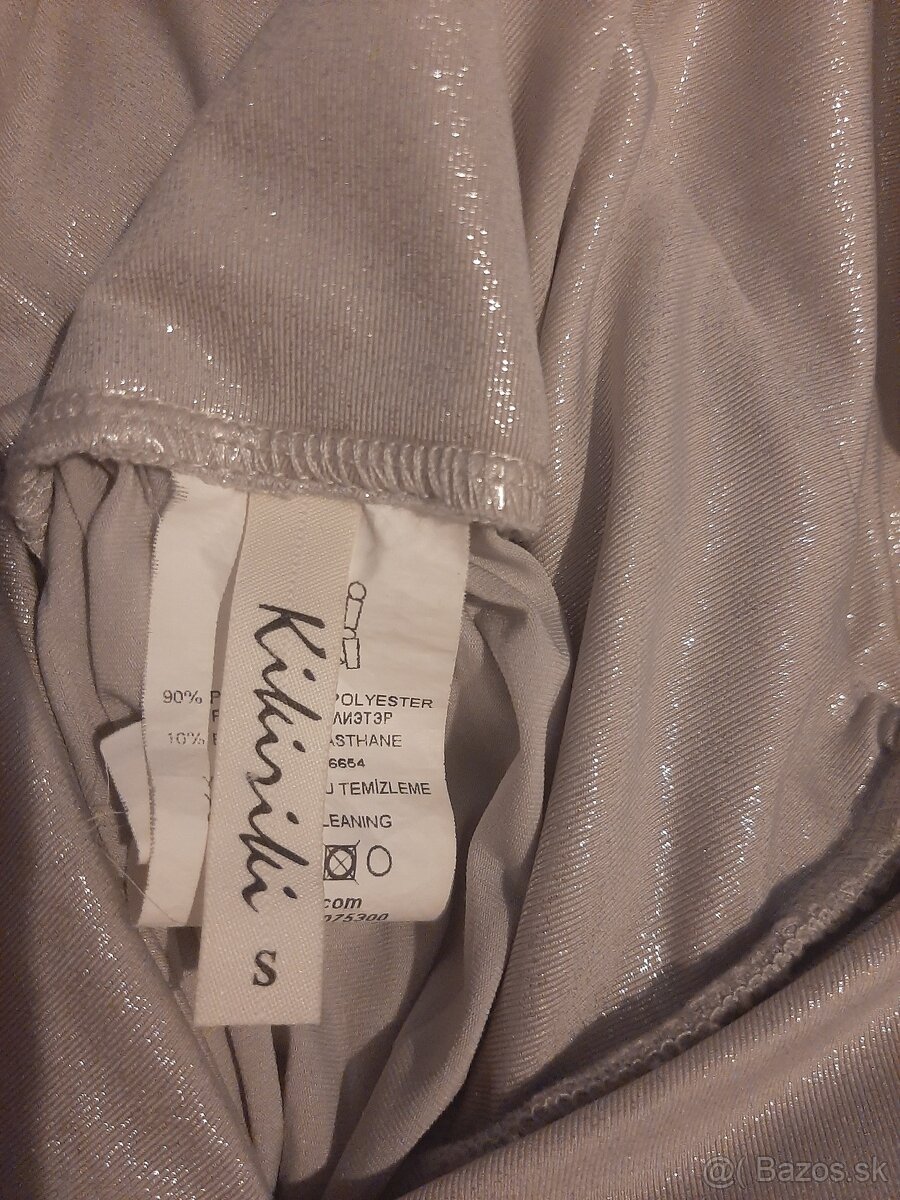 Kikiriki
S
90% P
POLYESTER
ЛИЭТЭР
10% E
ASTHANE
6654
U TEMİZLEME
LEANING
com
075300
@( Bazos.sk